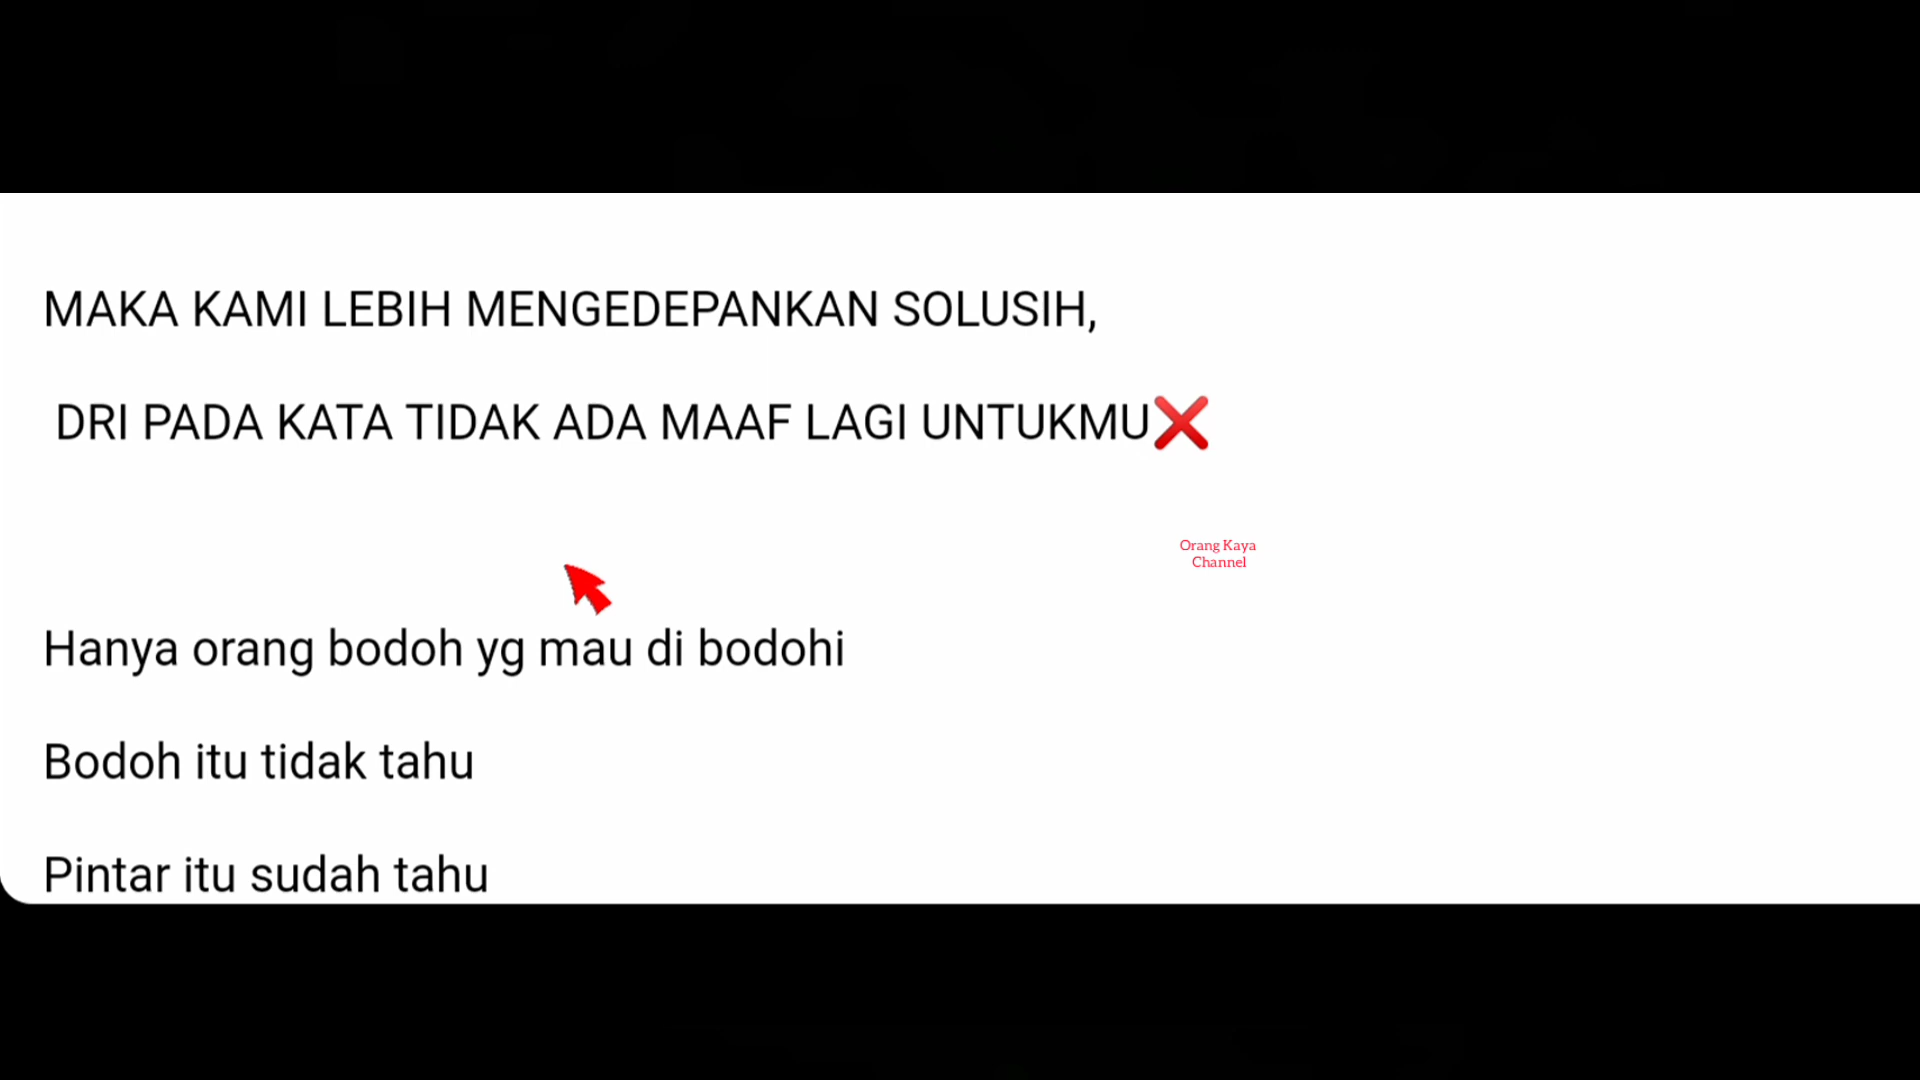 MAKA KAMI LEBIH MENGEDEPANKAN SOLUSIH,
DRI PADA KATA TIDAK ADA MAAF LAGI UNTUKMU❌
Orang Kaya
Channel
Hanya orang bodoh yg mau di bodohi
Bodoh itu tidak tahu
Pintar itu sudah tahu